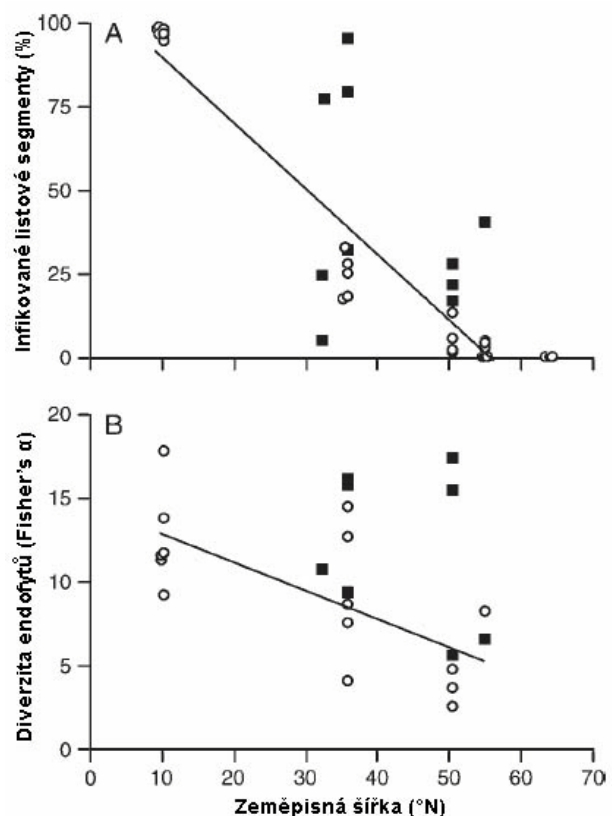 A
Infikované listové segmenty (%)
100
75
50
25
0
B
Diverzita endofytů (Fisher's α)
20
15
10
5
0
0 10 20 30 40 50 60 70
Zeměpisná šířka (°N)